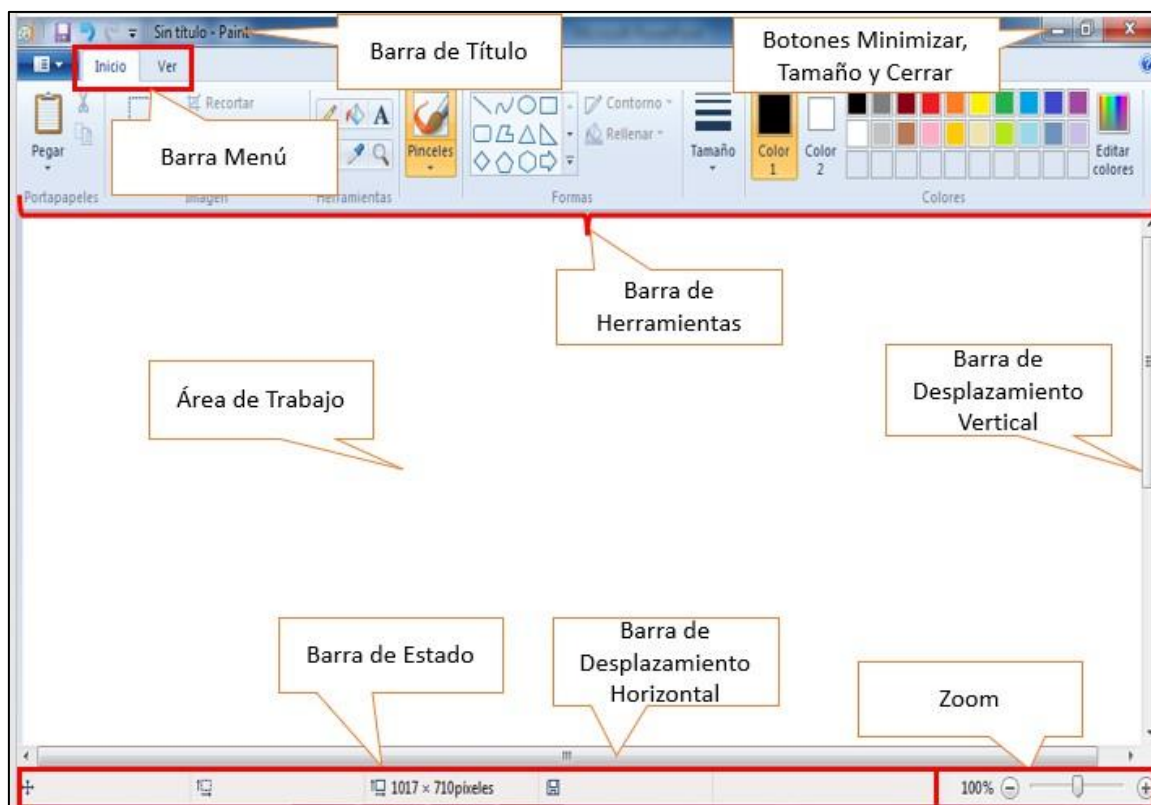 Sin título - Paint
Barra de Título
Botones Minimizar,
Tamaño y Cerrar
Inicio Ver
Barra Menú
Recortar
Contorno
Rellenar
Pegar
Pinceles
Tamaño
Color
1
Color
2
Editar
colores
Portapapeles
Imagen
Herramientas
Formas
Colores
Barra de
Herramientas
Área de Trabajo
Barra de
Desplazamiento
Vertical
Barra de Estado
Barra de
Desplazamiento
Horizontal
Zoom
1017 × 710píxeles
100%